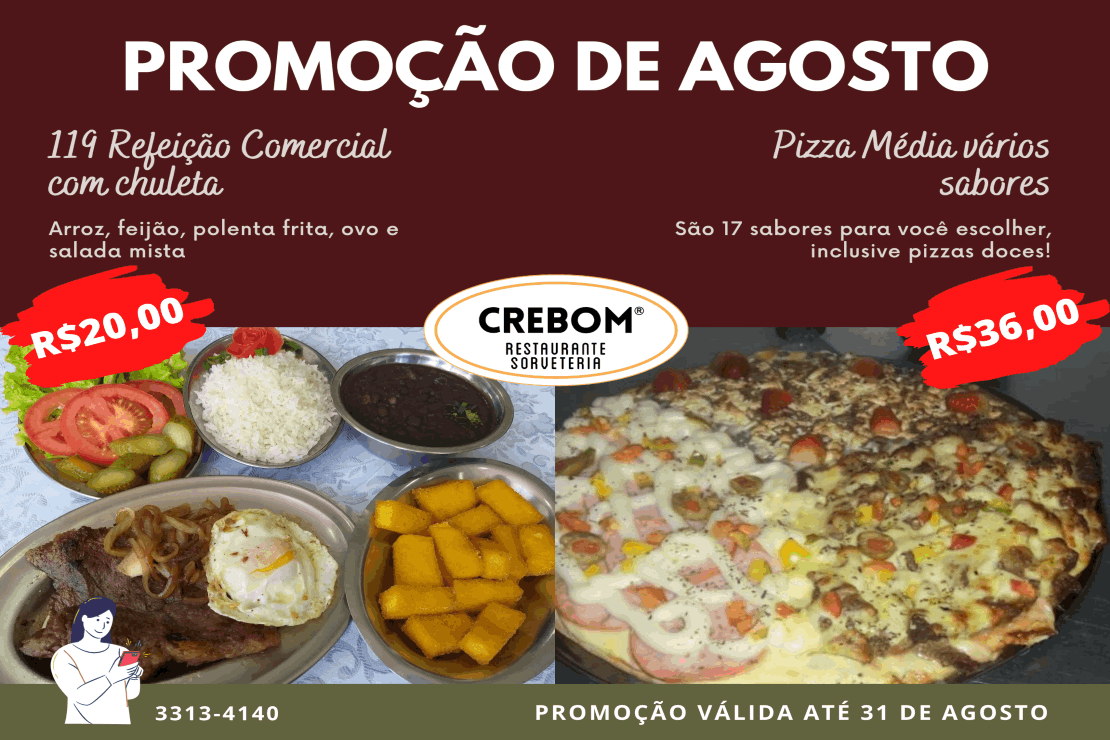 PROMOÇÃO DE AGOSTO
119 Refeição Comercial
com chuleta
Arroz, feijão, polenta frita, ovo e
salada mista
R$20,00
Pizza Média vários
sabores
São 17 sabores para você escolher,
inclusive pizzas doces!
R$36,00
CREBOM®
RESTAURANTE
SORVETERIA
3313-4140
PROMOÇÃO VÁLIDA ATÉ 31 DE AGOSTO